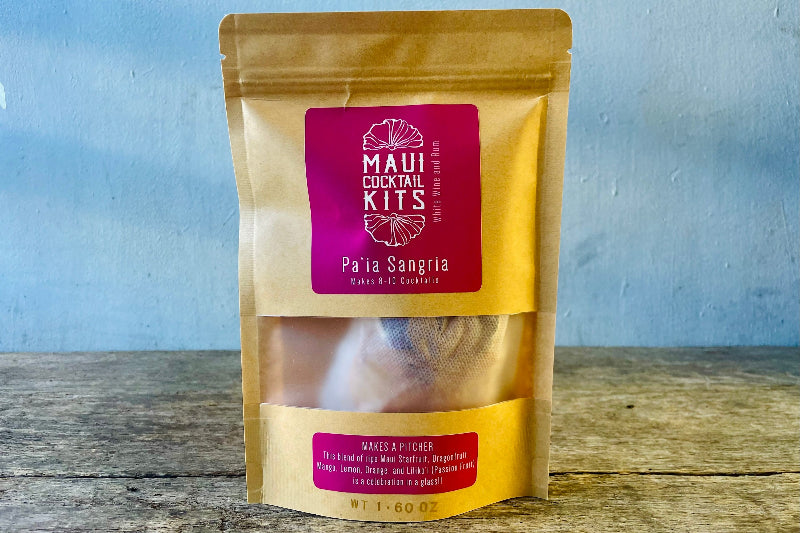 MAUI
COCKTAIL
KITS
White Wine and Rum
Pa'ia Sangria
Makes 8-10 Cocktails
MAKES A PITCHER
This blend of ripe Maui Starfruit, Dragonfruit
Mango, Lemon, Orange, and Liliko'i (Passion Fruit)
is a celebration in a glass!!
WT 1.60 OZ